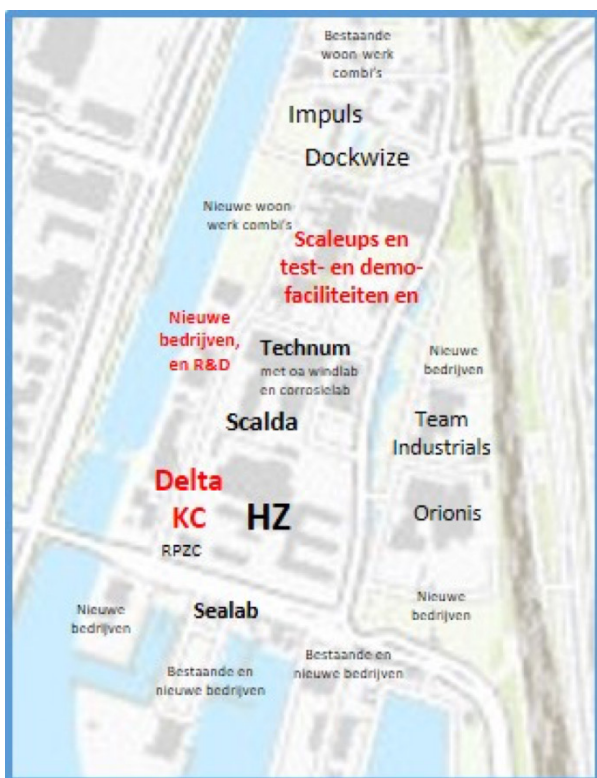 Bestaande
woon-werk
combi's
Impuls
Dockwize
Nieuwe woon-
werk combi's
Scaleups en
test- en demo-
faciliteiten en
Nieuwe
bedrijven,
en R&D
Technum
met oa windlab
en corrosielab
Nieuwe
bedrijven
Scalda
Team
Industrials
Delta
KC
HZ
Orionis
RPZC
Nieuwe
bedrijven
Sealab
Nieuwe
bedrijven
Bestaande en
nieuwe bedrijven
Bestaande en
nieuwe bedrijven